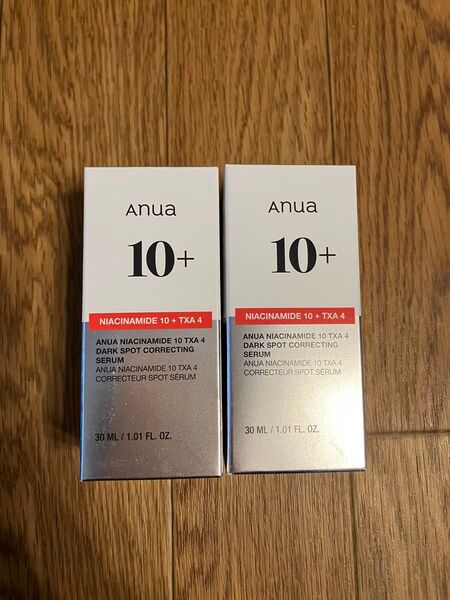 Anua
10+
NIACINAMIDE 10 + TXA 4
ANUA NIACINAMIDE 10 TXA 4
DARK SPOT CORRECTING
SERUM
ANUA NIACINAMIDE 10 TXA 4
CORRECTEUR SPOT SÉRUM
30 ML / 1.01 FL. OZ.
Anua
10+
NIACINAMIDE 10 + TXA 4
ANUA NIACINAMIDE 10 TXA 4
DARK SPOT CORRECTING
SERUM
ANUA NIACINAMIDE 10 TXA 4
CORRECTEUR SPOT SÉRUM
30 ML / 1.01 FL. OZ.